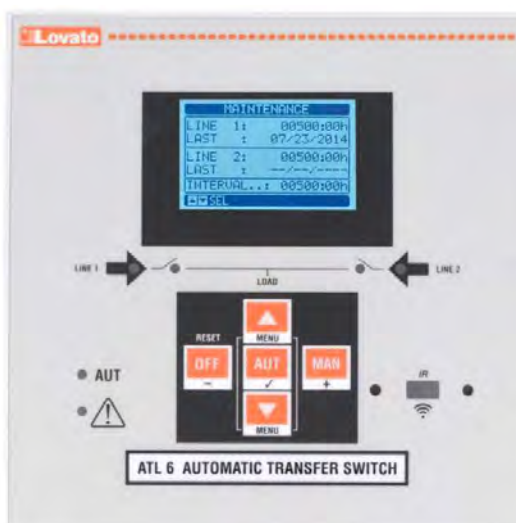 Lovato
MAINTENANCE
LINE 1: 00500:00h
LAST : 07/23/2014
LINE 2: 00500:00h
LAST : --/--/----
INTERVAL..: 00500:00h
▲▼ SEL
LINE 1
LINE 2
LOAD
RESET
MENU
OFF
AUT
MAN
−
✓
+
MENU
AUT
IR
ATL 6 AUTOMATIC TRANSFER SWITCH